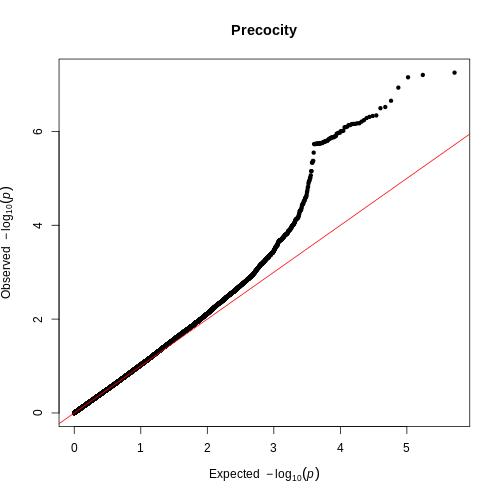 Precocity
Observed −log10(p)
6
4
2
0
0 1 2 3 4 5
Expected −log10(p)